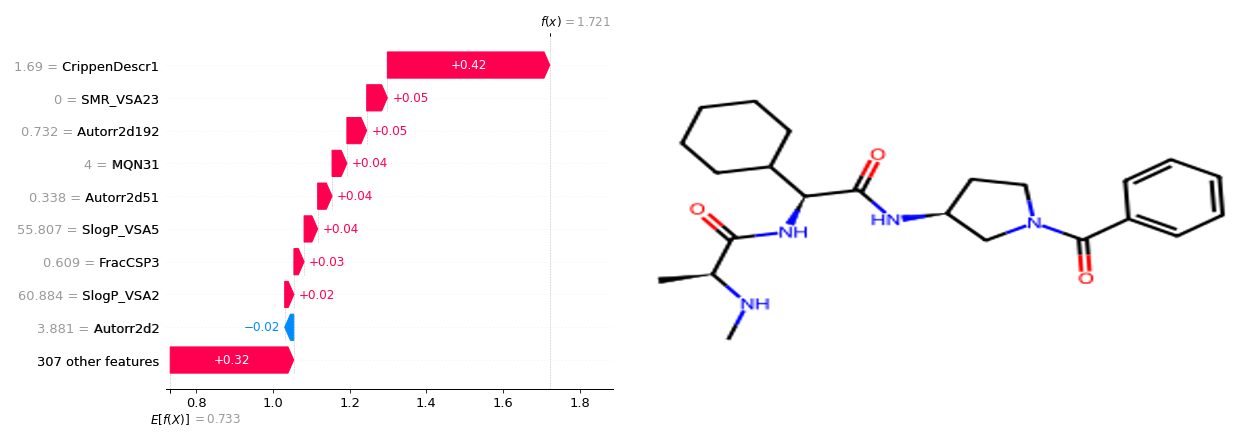 f(x) = 1.721
1.69 = CrippenDescr1
+0.42
0 = SMR_VSA23
+0.05
0.732 = Autorr2d192
+0.05
4 = MQN31
+0.04
0.338 = Autorr2d51
+0.04
55.807 = SlogP_VSA5
+0.04
0.609 = FracCSP3
+0.03
60.884 = SlogP_VSA2
+0.02
3.881 = Autorr2d2
−0.02
307 other features
+0.32
0.8 1.0 1.2 1.4 1.6 1.8
E[f(X)] = 0.733
O
O
NH
HN
N
O
NH